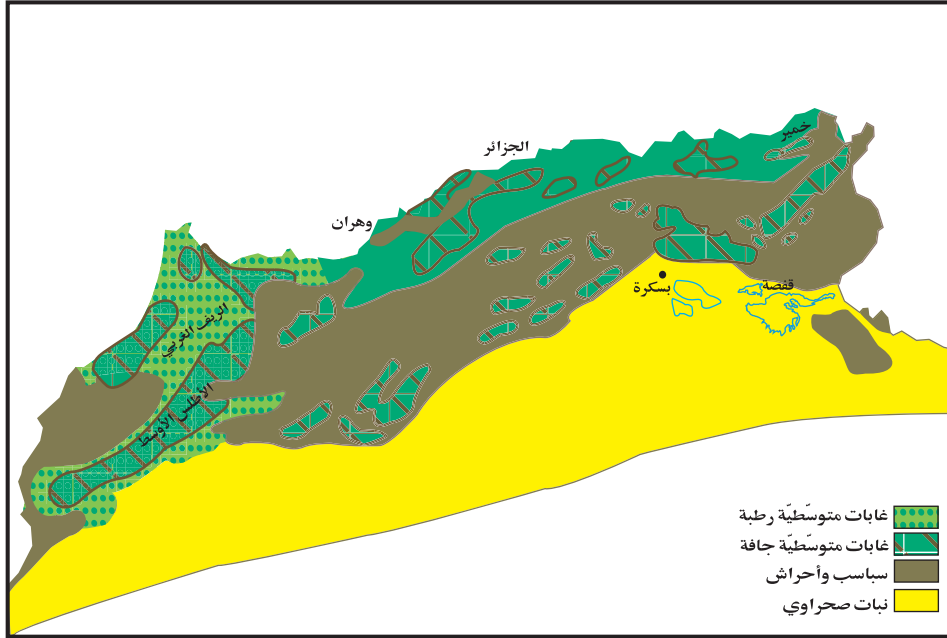 خمير
الجزائر
وهران
قفصة
بسكرة
الريف الغربي
الأطلس الأوسط
غابات متوسّطيّة رطبة
غابات متوسّطيّة جافة
سباسب وأحراش
نبات صحراوي